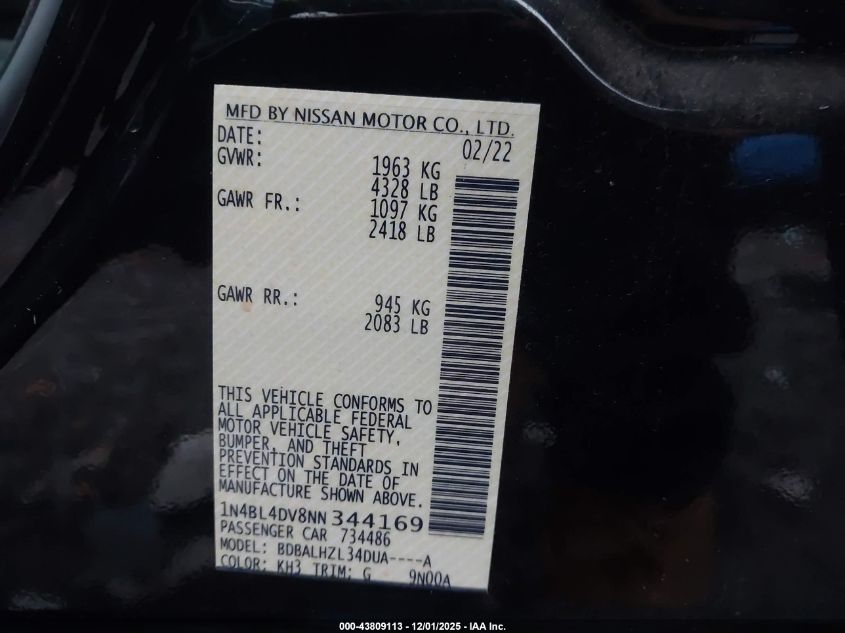 MFD BY NISSAN MOTOR CO., LTD.
DATE: 02/22
GVWR: 1963 KG
4328 LB
GAWR FR.: 1097 KG
2418 LB
GAWR RR.: 945 KG
2083 LB
THIS VEHICLE CONFORMS TO
ALL APPLICABLE FEDERAL
MOTOR VEHICLE SAFETY,
BUMPER, AND THEFT
PREVENTION STANDARDS IN
EFFECT ON THE DATE OF
MANUFACTURE SHOWN ABOVE.
1N4BL4DV8NN344169
PASSENGER CAR 734486
MODEL: BDBALHZL34DUA----A
COLOR: KH3 TRIM: G 9N00A
000-43809113 - 12/01/2025 - IAA Inc.